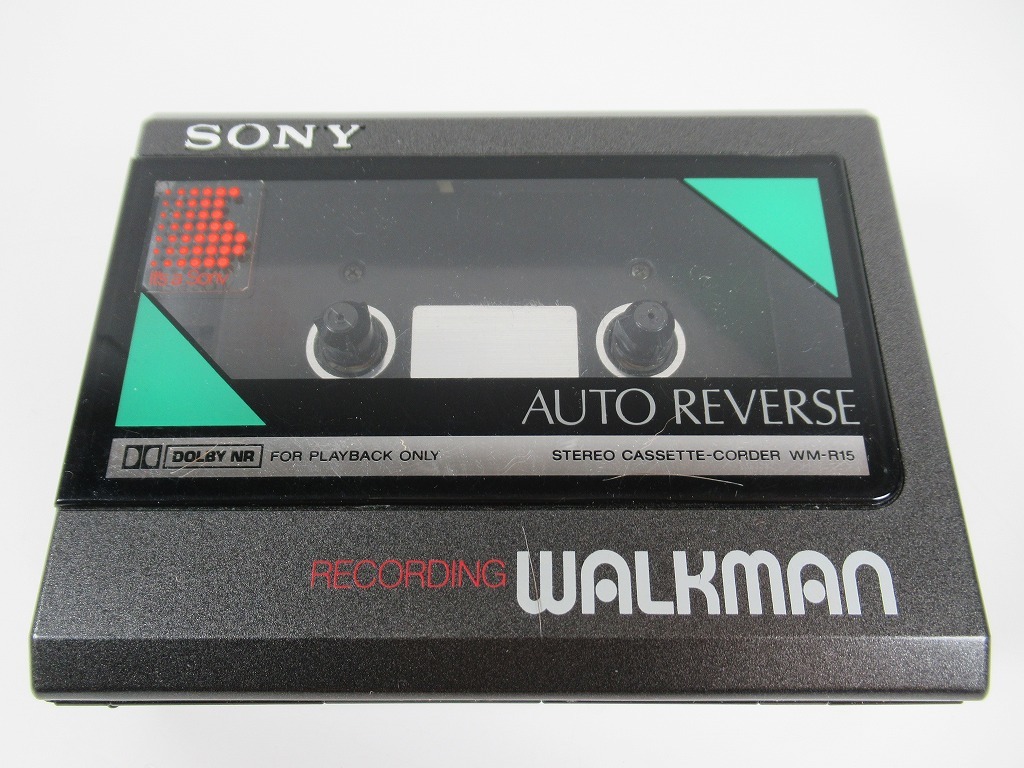 SONY
AUTO REVERSE
DOLBY NR FOR PLAYBACK ONLY
STEREO CASSETTE-CORDER WM-R15
RECORDING WALKMAN